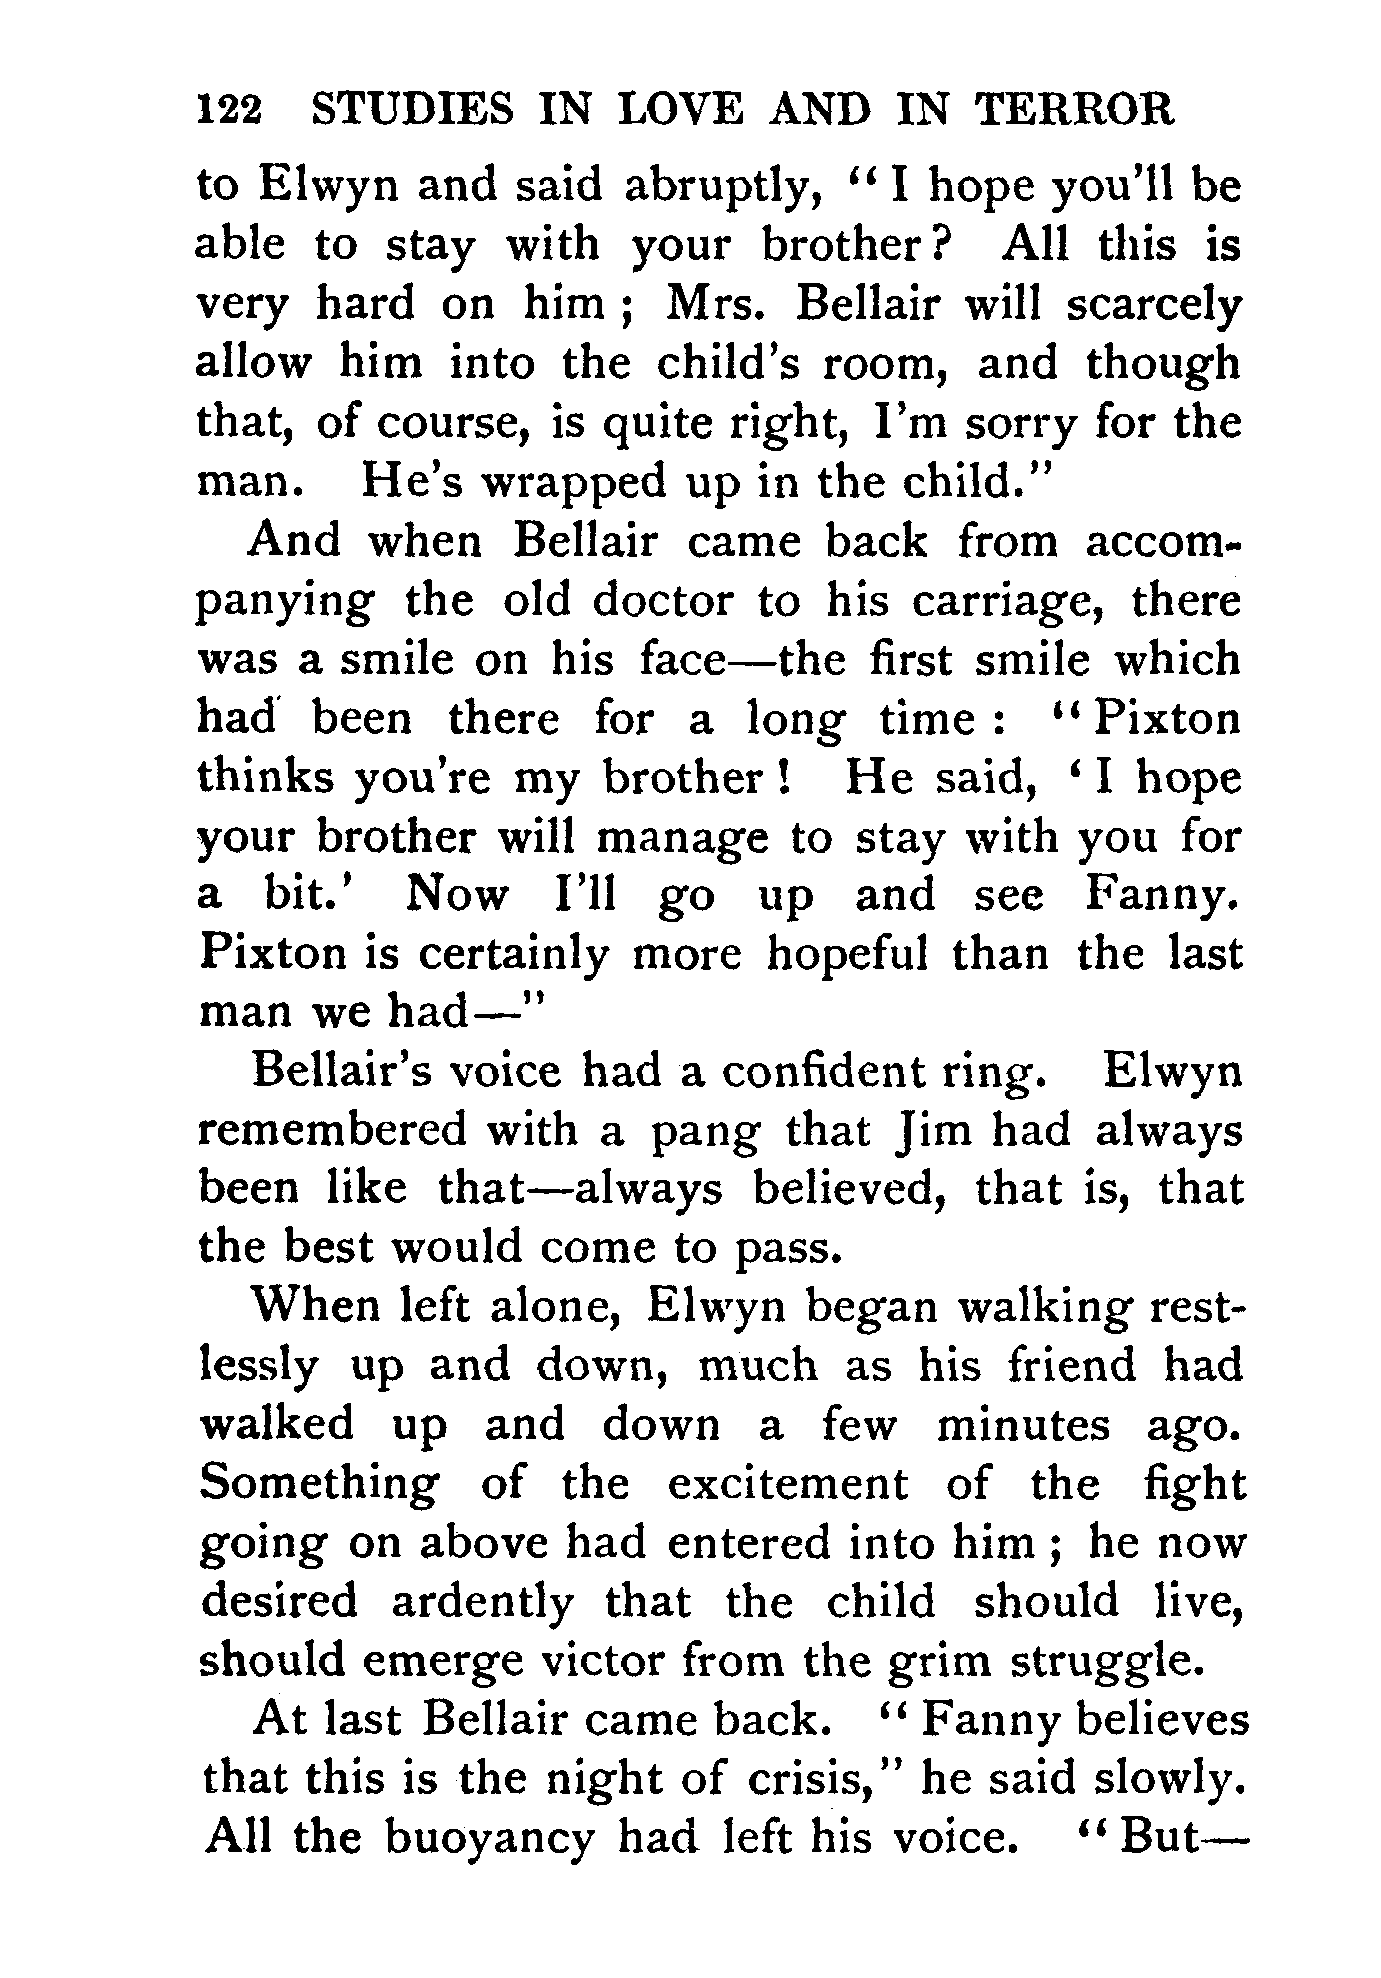 122 STUDIES IN LOVE AND IN TERROR
to Elwyn and said abruptly, “ I hope you'll be
able to stay with your brother ? All this is
very hard on him ; Mrs. Bellair will scarcely
allow him into the child's room, and though
that, of course, is quite right, I'm sorry for the
man. He's wrapped up in the child.”
And when Bellair came back from accom-
panying the old doctor to his carriage, there
was a smile on his face—the first smile which
had been there for a long time : “ Pixton
thinks you're my brother ! He said, ‘ I hope
your brother will manage to stay with you for
a bit.’ Now I'll go up and see Fanny.
Pixton is certainly more hopeful than the last
man we had—”
Bellair's voice had a confident ring. Elwyn
remembered with a pang that Jim had always
been like that—always believed, that is, that
the best would come to pass.
When left alone, Elwyn began walking rest-
lessly up and down, much as his friend had
walked up and down a few minutes ago.
Something of the excitement of the fight
going on above had entered into him ; he now
desired ardently that the child should live,
should emerge victor from the grim struggle.
At last Bellair came back. “ Fanny believes
that this is the night of crisis,” he said slowly.
All the buoyancy had left his voice. “ But—